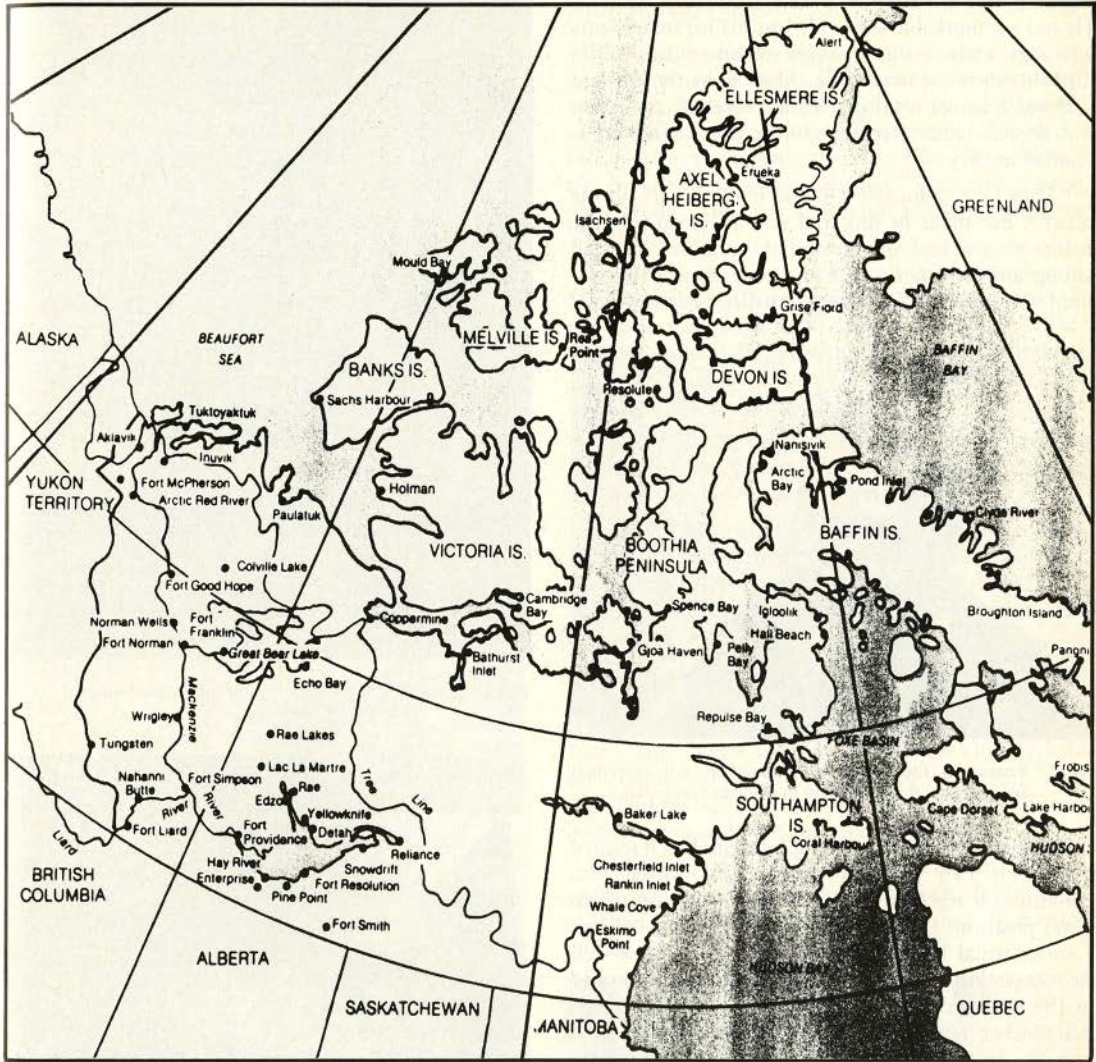 Alert
ELLESMERE IS.
Erueka
AXEL
HEIBERG
IS.
GREENLAND
Isachsen
Mould Bay
Grise Fiord
ALASKA
BEAUFORT
SEA
MELVILLE IS.
Rea
Point
BANKS IS.
DEVON IS.
BAFFIN
BAY
Resolute
Sachs Harbour
Tuktoyaktuk
Aklavik
Inuvik
Nanisivik
YUKON
TERRITORY
Fort McPherson
Arctic Red River
Holman
Arctic
Bay
Pond Inlet
Paulatuk
Clyde River
VICTORIA IS.
BOOTHIA
PENINSULA
BAFFIN IS.
Colville Lake
Fort Good Hope
Cambridge
Bay
Spence Bay
Igloolik
Broughton Island
Norman Wells
Fort
Franklin
Coppermine
Hall Beach
Fort Norman
Great Bear Lake
Bathurst
Inlet
Gjoa Haven
Pelly
Bay
Echo Bay
Mackenzie
Repulse Bay
Wrigley
Tungsten
Rae Lakes
FOXE BASIN
Lac La Martre
Nahanni
Butte
Fort Simpson
Rae
Edzo
Tree
Line
SOUTHAMPTON
IS.
Cape Dorset
Lake Harbou
River
River
Yellowknife
Baker Lake
Coral Harbour
Liard
Fort Liard
Fort
Providence
Detah
Reliance
HUDSON
Snowdrift
Chesterfield Inlet
BRITISH
COLUMBIA
Hay River
Enterprise
Fort Resolution
Rankin Inlet
Pine Point
Whale Cove
Fort Smith
Eskimo
Point
ALBERTA
HUDSON BAY
SASKATCHEWAN
MANITOBA
QUEBEC